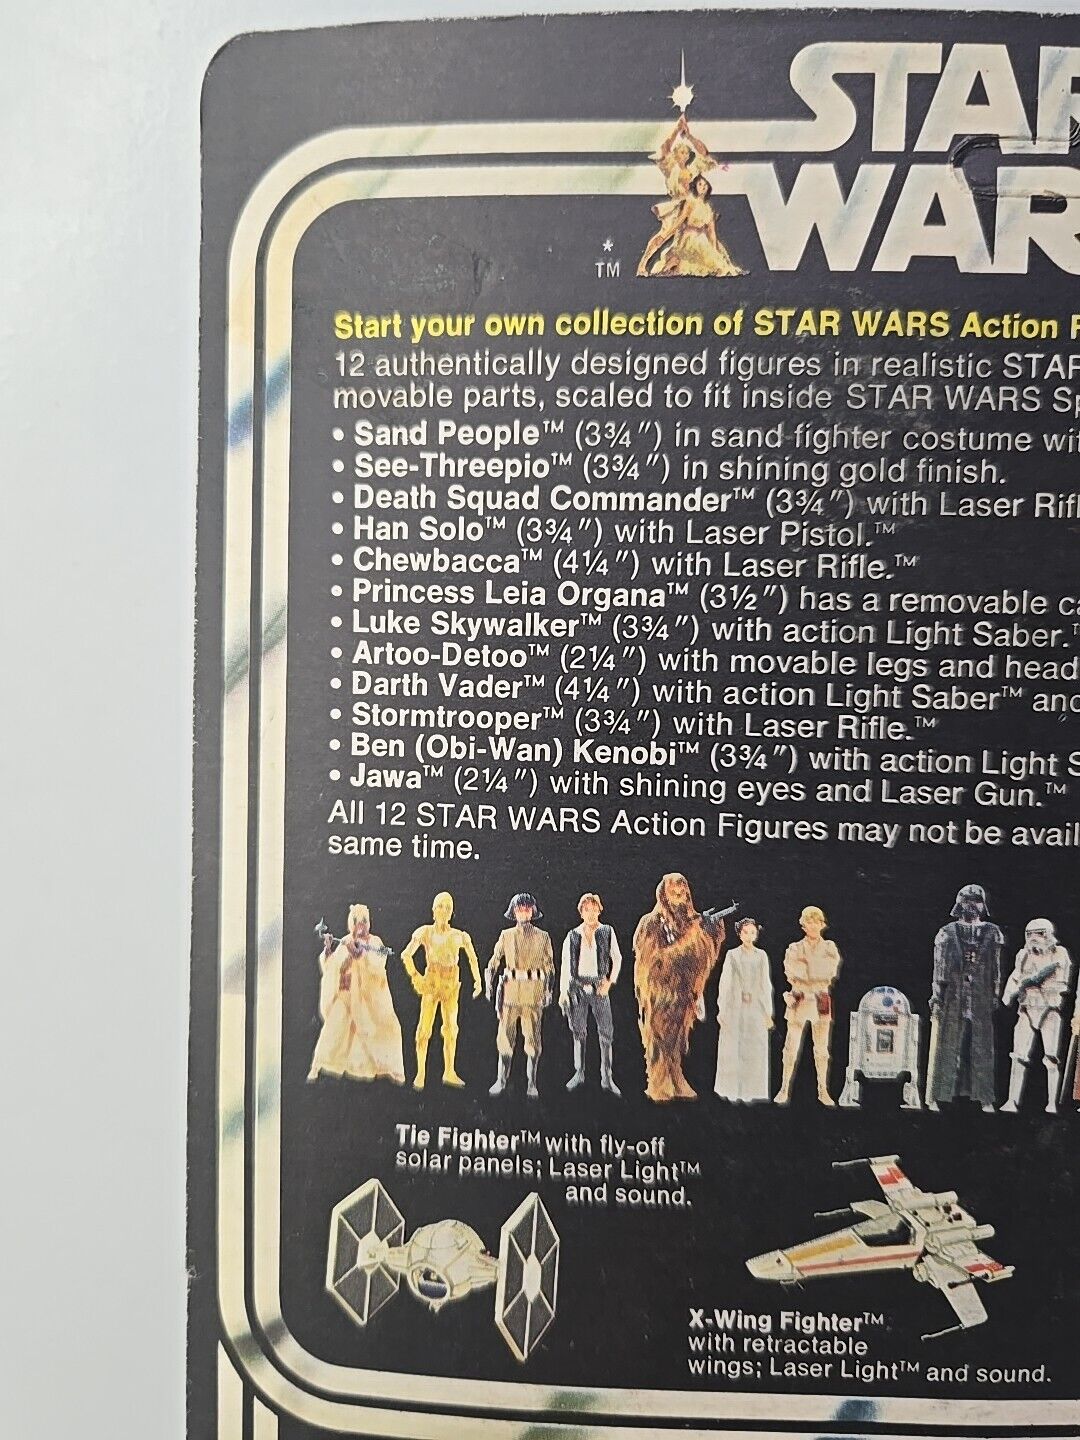 STAR
WAR
*
TM
Start your own collection of STAR WARS Action
12 authentically designed figures in realistic STAR
movable parts, scaled to fit inside STAR WARS
• Sand People™ (3¾″) in sand fighter costume
• See-Threepio™ (3¾″) in shining gold finish.
• Death Squad Commander™ (3¾″) with Laser
• Han Solo™ (3¾″) with Laser Pistol.™
• Chewbacca™ (4¼″) with Laser Rifle.™
• Princess Leia Organa™ (3½″) has a removable
• Luke Skywalker™ (3¾″) with action Light Saber.
• Artoo-Detoo™ (2¼″) with movable legs and head
• Darth Vader™ (4¼″) with action Light Saber™ and
• Stormtrooper™ (3¾″) with Laser Rifle.™
• Ben (Obi-Wan) Kenobi™ (3¾″) with action Light
• Jawa™ (2¼″) with shining eyes and Laser Gun.™
All 12 STAR WARS Action Figures may not be avail
same time.
Tie Fighter™ with fly-off
solar panels; Laser Light™
and sound.
X-Wing Fighter™
with retractable
wings; Laser Light™ and sound.